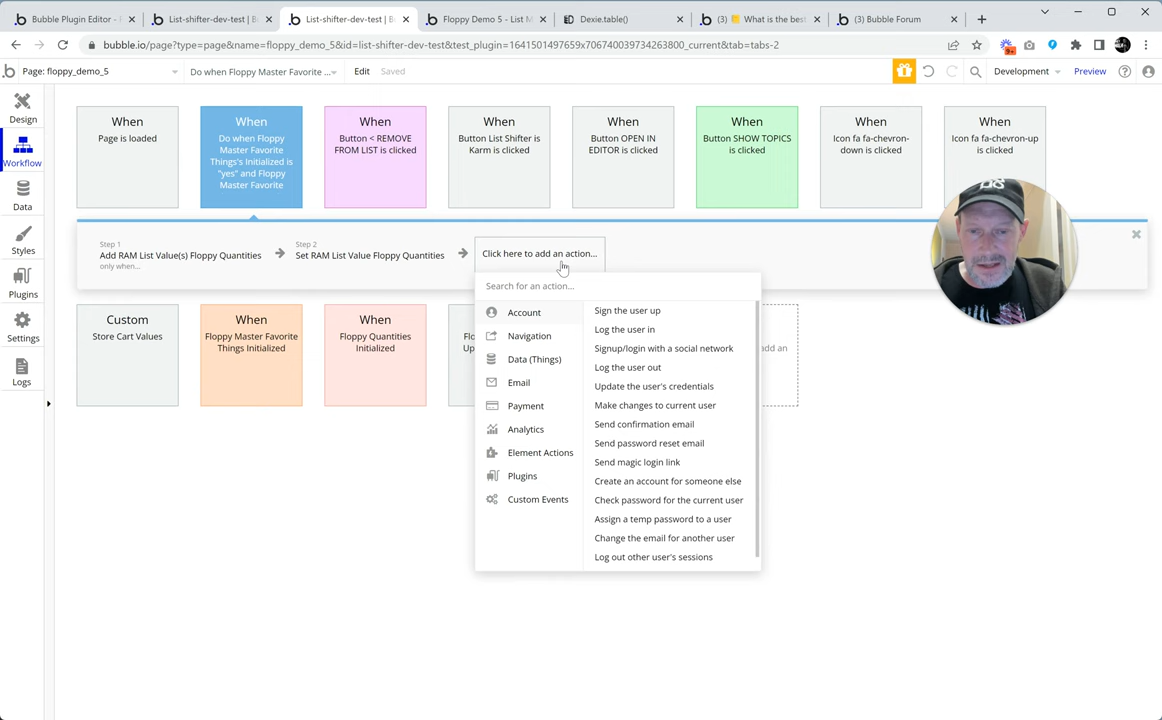 Bubble Plugin Editor -
List-shifter-dev-test | B
List-shifter-dev-test | B
Floppy Demo 5 - List M
Dexie.table()
(3) 👏 What is the best
(3) Bubble Forum
bubble.io/page?type=page&name=floppy_demo_5&id=list-shifter-dev-test&test_plugin=1641501497659x706740039734263800_current&tab=tabs-2
9+
Page: floppy_demo_5
Do when Floppy Master Favorite ...
Edit
Saved
Development
Preview
Design
Workflow
Data
Styles
Plugins
Settings
Logs
When
Page is loaded
When
Do when Floppy
Master Favorite
Things's Initialized is
"yes" and Floppy
Master Favorite
When
Button < REMOVE
FROM LIST is clicked
When
Button List Shifter is
Karm is clicked
When
Button OPEN IN
EDITOR is clicked
When
Button SHOW TOPICS
is clicked
When
Icon fa fa-chevron-
down is clicked
When
Icon fa fa-chevron-up
is clicked
Step 1
Add RAM List Value(s) Floppy Quantities
only when...
Step 2
Set RAM List Value Floppy Quantities
Click here to add an action...
Search for an action...
Account
Navigation
Data (Things)
Email
Payment
Analytics
Element Actions
Plugins
Custom Events
Sign the user up
Log the user in
Signup/login with a social network
Log the user out
Update the user's credentials
Make changes to current user
Send confirmation email
Send password reset email
Send magic login link
Create an account for someone else
Check password for the current user
Assign a temp password to a user
Change the email for another user
Log out other user's sessions
Custom
Store Cart Values
When
Floppy Master Favorite
Things Initialized
When
Floppy Quantities
Initialized
Flo
Up
add an